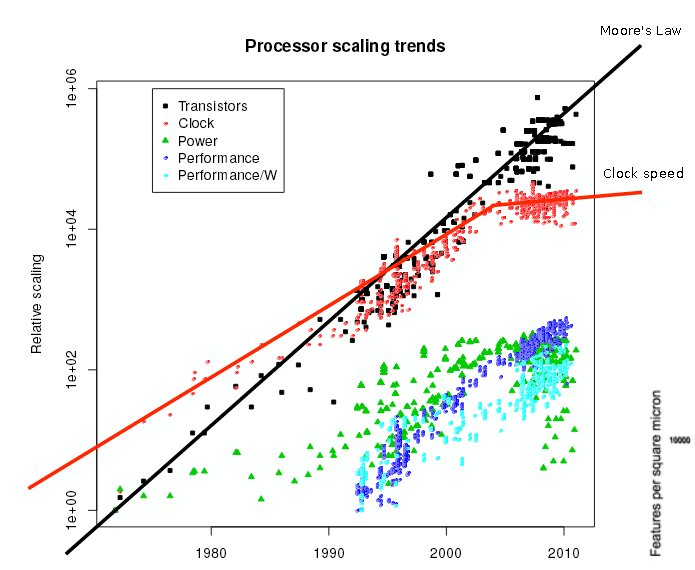 Moore's Law
Processor scaling trends
1e+06
Transistors
Clock
Power
Performance
Performance/W
Clock speed
1e+04
Relative scaling
1e+02
Features per square micron
10000
1e+00
1980
1990
2000
2010